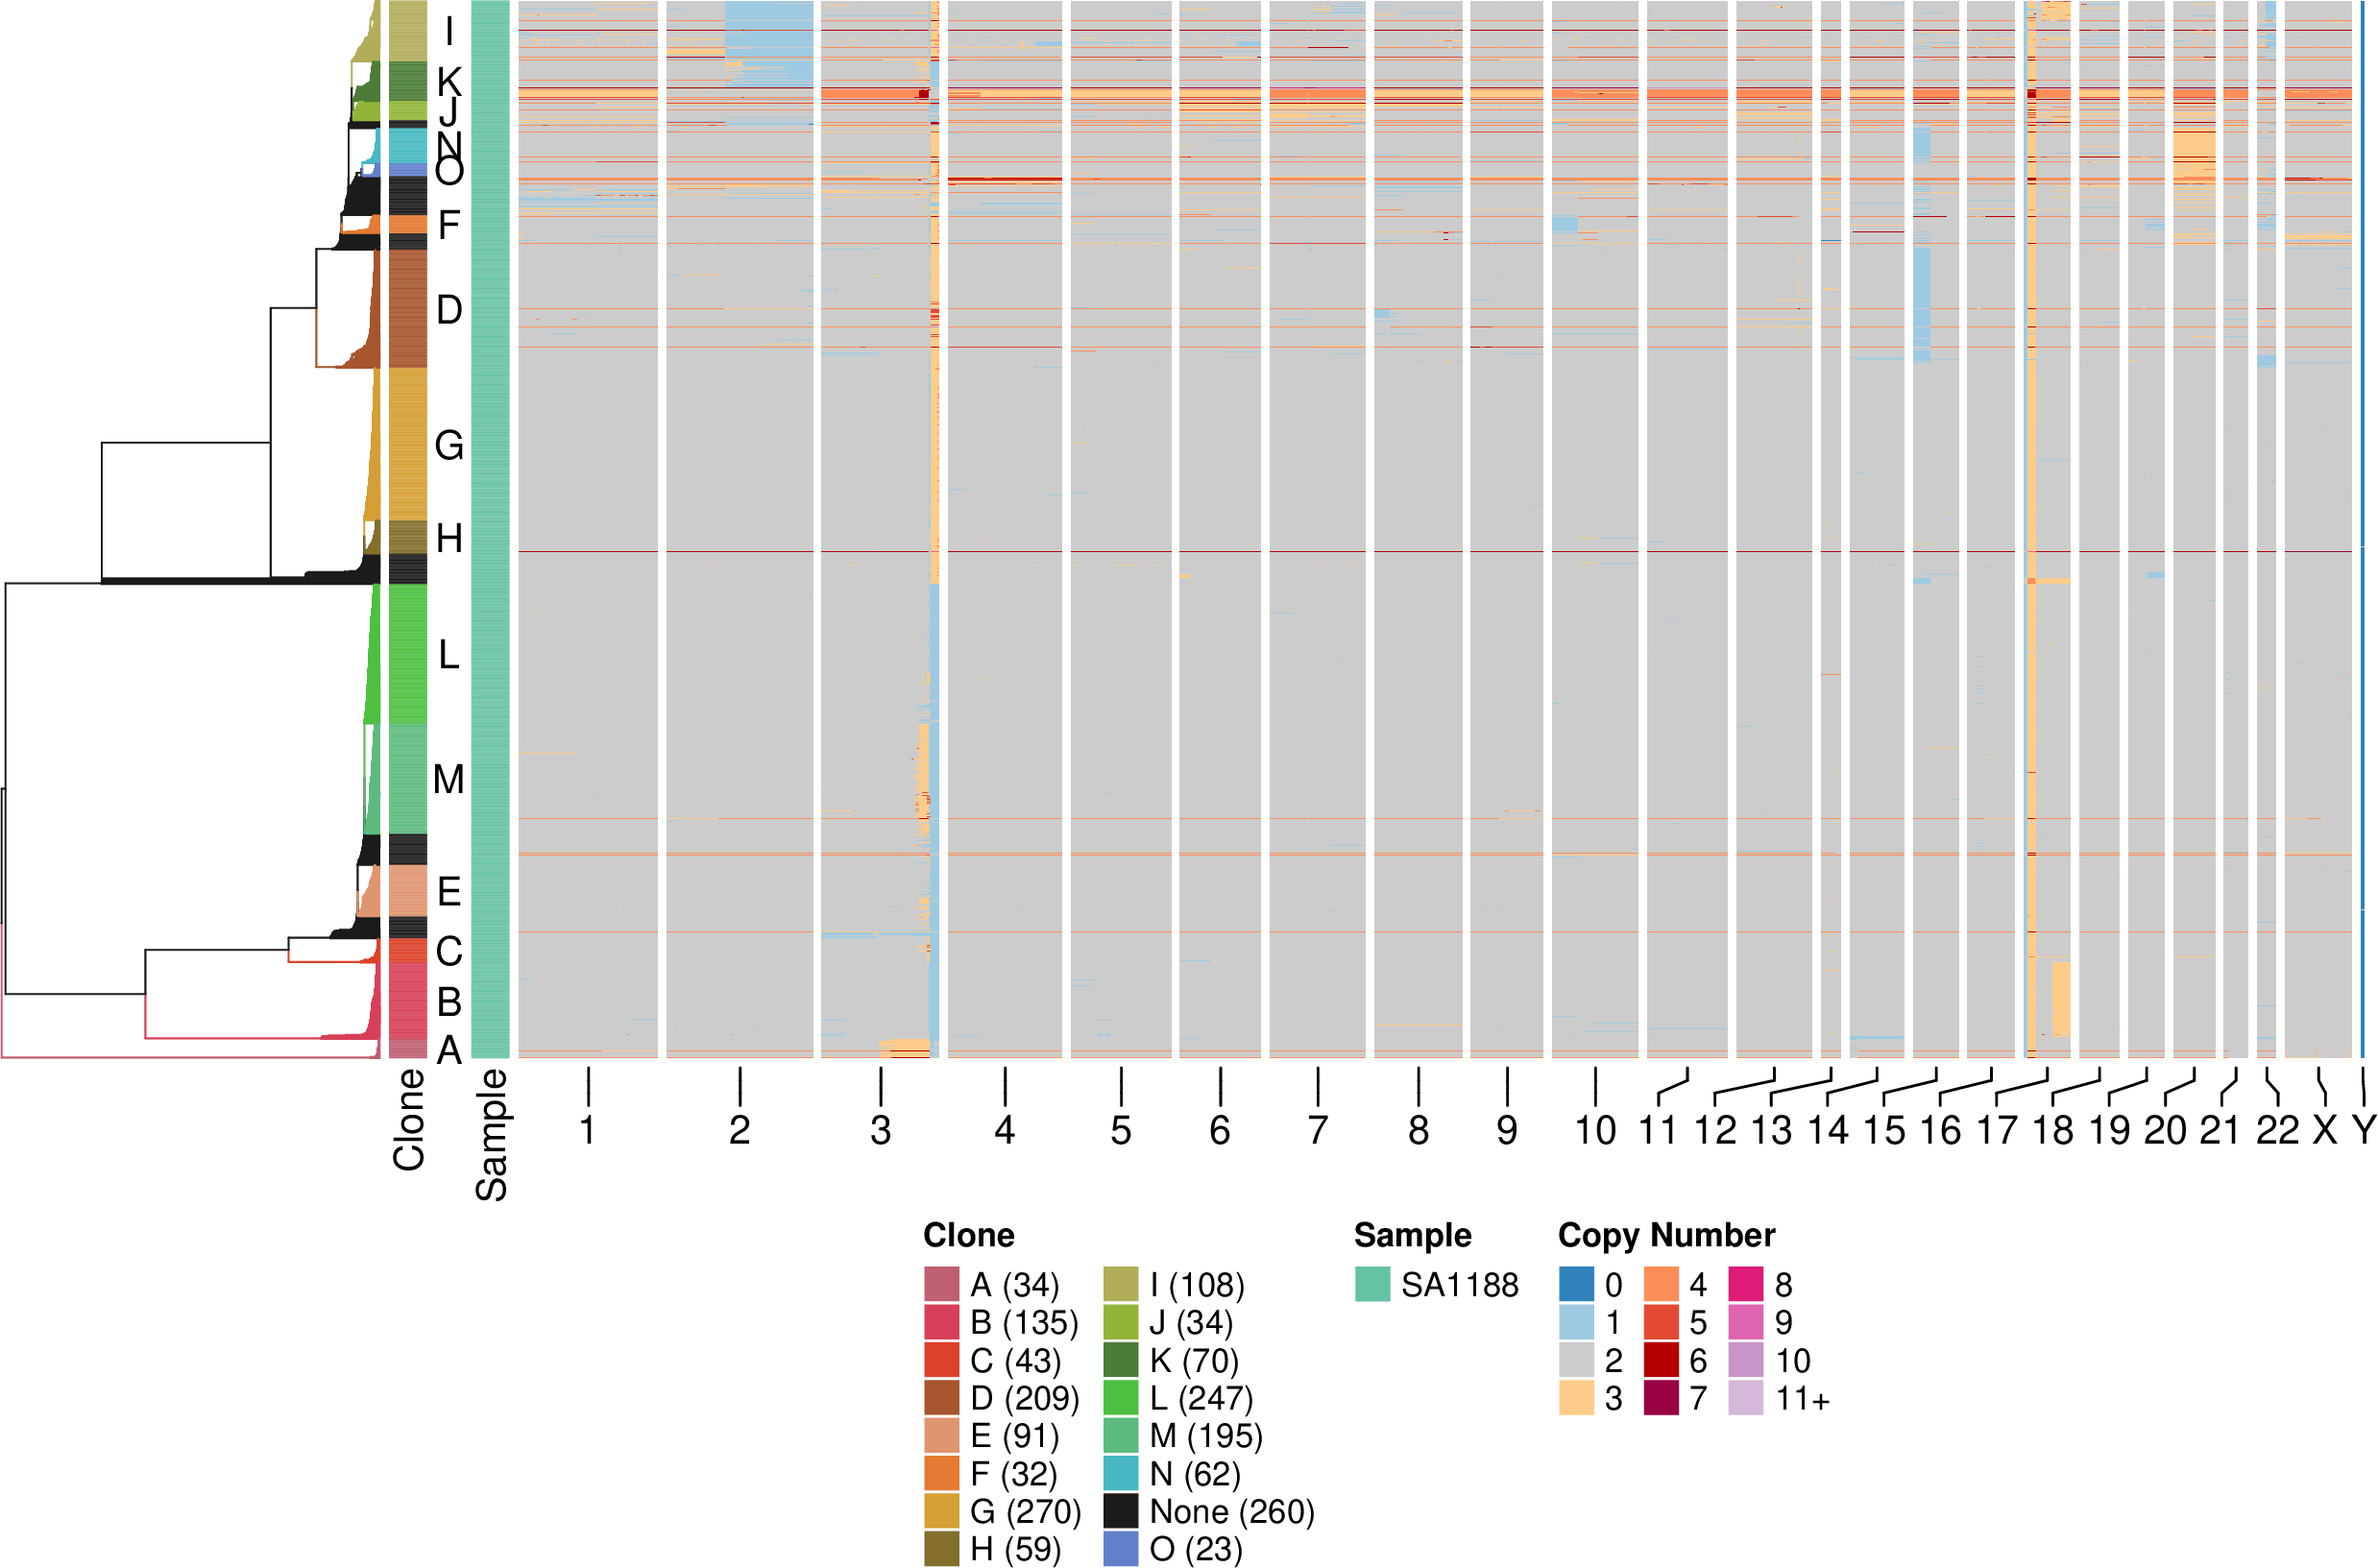 I
K
J
N
O
F
D
G
H
L
M
E
C
B
A
Clone
Sample
1 2 3 4 5 6 7 8 9 10 11 12 13 14 15 16 17 18 19 20 21 22 X Y
Clone Sample Copy Number
A (34) I (108) SA1188 0 4 8
B (135) J (34) 1 5 9
C (43) K (70) 2 6 10
D (209) L (247) 3 7 11+
E (91) M (195)
F (32) N (62)
G (270) None (260)
H (59) O (23)